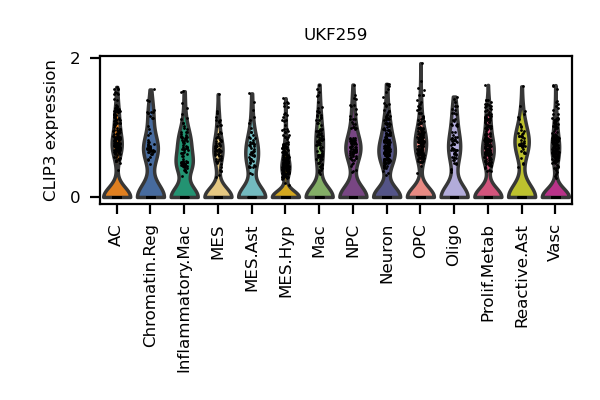 UKF259
CLIP3 expression
2
0
AC
Chromatin.Reg
Inflammatory.Mac
MES
MES.Ast
MES.Hyp
Mac
NPC
Neuron
OPC
Oligo
Prolif.Metab
Reactive.Ast
Vasc